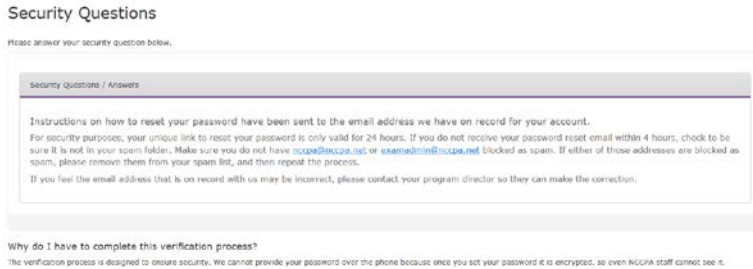 Security Questions
Please answer your security question below.
Security Questions / Answers
Instructions on how to reset your password have been sent to the email address we have on record for your account.
For security purposes, your unique link to reset your password is only valid for 24 hours. If you do not receive your password reset email within 4 hours, check to be
sure it is not in your spam folder. Make sure you do not have nccpa@nccpa.net or examadmin@nccpa.net blocked as spam. If either of those addresses are blocked as
spam, please remove them from your spam list, and then repeat the process.
If you feel the email address that is on record with us may be incorrect, please contact your program director so they can make the correction.
Why do I have to complete this verification process?
The verification process is designed to ensure security. We cannot provide your password over the phone because once you set your password it is encrypted, so even NCCPA staff cannot see it.